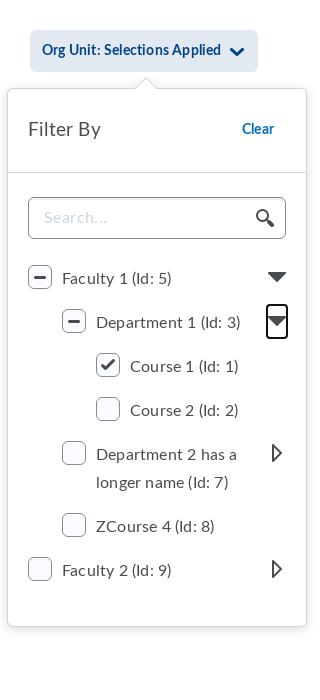 Org Unit: Selections Applied
Filter By
Clear
Search...
Faculty 1 (Id: 5)
Department 1 (Id: 3)
Course 1 (Id: 1)
Course 2 (Id: 2)
Department 2 has a
longer name (Id: 7)
ZCourse 4 (Id: 8)
Faculty 2 (Id: 9)